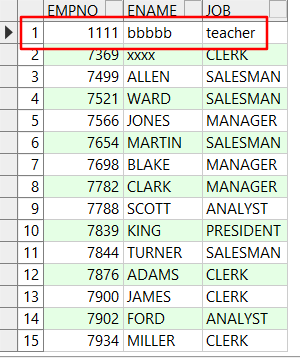 EMPNO ENAME JOB
1 1111 bbbbb teacher
2 7369 xxxx CLERK
3 7499 ALLEN SALESMAN
4 7521 WARD SALESMAN
5 7566 JONES MANAGER
6 7654 MARTIN SALESMAN
7 7698 BLAKE MANAGER
8 7782 CLARK MANAGER
9 7788 SCOTT ANALYST
10 7839 KING PRESIDENT
11 7844 TURNER SALESMAN
12 7876 ADAMS CLERK
13 7900 JAMES CLERK
14 7902 FORD ANALYST
15 7934 MILLER CLERK